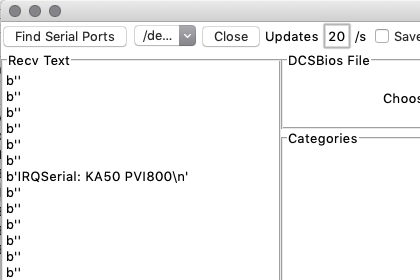 Find Serial Ports /de... Close Updates 20 /s Save
Recv Text
DCSBios File
b''
b''
Choos
b''
b''
b''
Categories
b''
b'IRQSerial: KA50 PVI800\n'
b''
b''
b''
b''
b''
b''